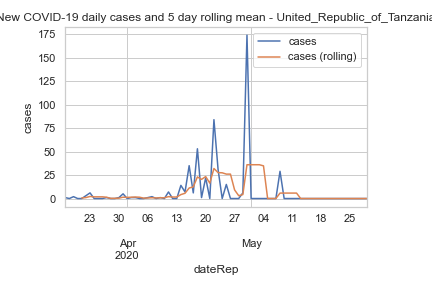 New COVID-19 daily cases and 5 day rolling mean - United_Republic_of_Tanzania
cases
cases (rolling)
175
150
125
100
75
50
25
0
cases
23 30 06 13 20 27 04 11 18 25
Apr May
2020
dateRep